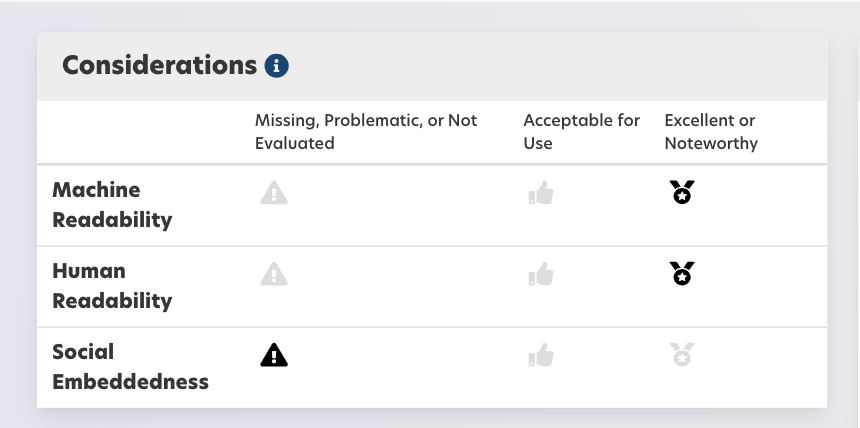 Considerations
Missing, Problematic, or Not
Evaluated
Acceptable for
Use
Excellent or
Noteworthy
Machine
Readability
Human
Readability
Social
Embeddedness